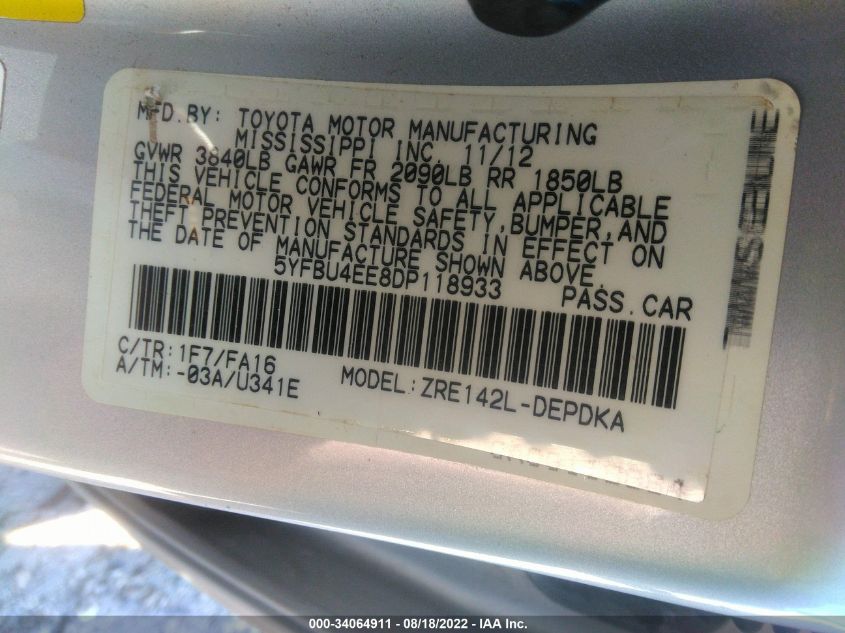 MFD.BY: TOYOTA MOTOR MANUFACTURING
MISSISSIPPI INC. 11/12
GVWR 3840LB GAWR FR 2090LB RR 1850LB
THIS VEHICLE CONFORMS TO ALL APPLICABLE
FEDERAL MOTOR VEHICLE SAFETY,BUMPER,AND
THEFT PREVENTION STANDARDS IN EFFECT ON
THE DATE OF MANUFACTURE SHOWN ABOVE.
5YFBU4EE8DP118933 PASS.CAR
C/TR:1F7/FA16
A/TM:-03A/U341E MODEL:ZRE142L-DEPDKA
000-34064911 - 08/18/2022 - IAA Inc.